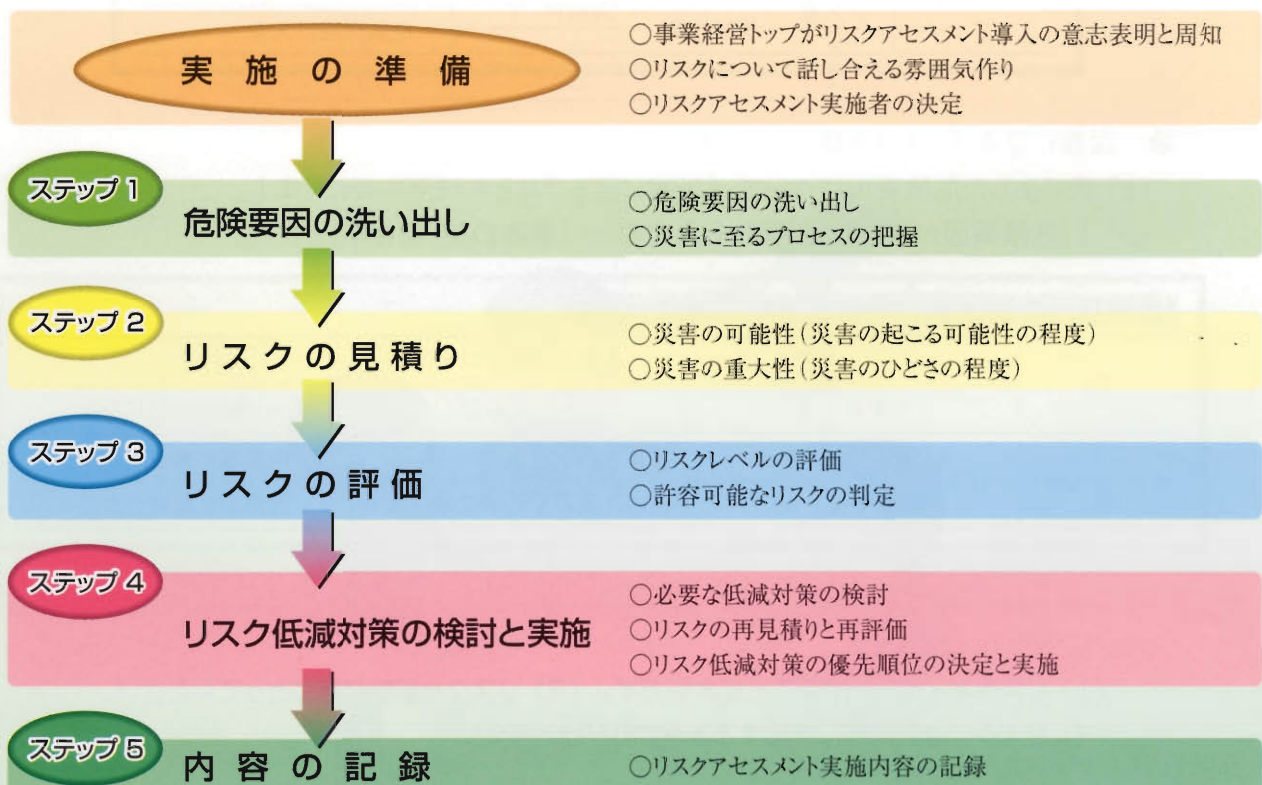 実施の準備
○事業経営トップがリスクアセスメント導入の意志表明と周知
○リスクについて話し合える雰囲気作り
○リスクアセスメント実施者の決定
ステップ 1
危険要因の洗い出し
○危険要因の洗い出し
○災害に至るプロセスの把握
ステップ 2
リスクの見積り
○災害の可能性(災害の起こる可能性の程度)
○災害の重大性(災害のひどさの程度)
ステップ 3
リスクの評価
○リスクレベルの評価
○許容可能なリスクの判定
ステップ 4
リスク低減対策の検討と実施
○必要な低減対策の検討
○リスクの再見積りと再評価
○リスク低減対策の優先順位の決定と実施
ステップ 5
内容の記録
○リスクアセスメント実施内容の記録